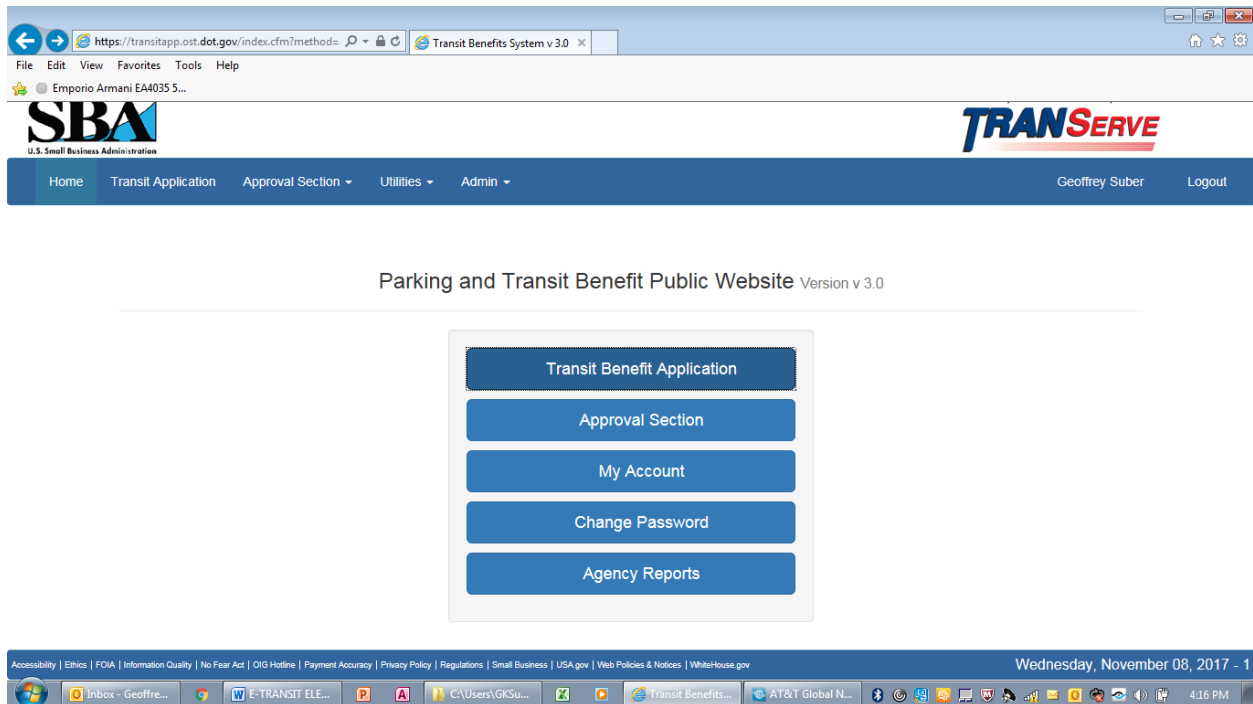 https://transitapp.ost.dot.gov/index.cfm?method= Transit Benefits System v 3.0
File Edit View Favorites Tools Help
Emporio Armani EA4035 5...
SBA TRANSERVE
U.S. Small Business Administration
Home Transit Application Approval Section Utilities Admin Geoffrey Suber Logout
Parking and Transit Benefit Public Website Version v 3.0
Transit Benefit Application
Approval Section
My Account
Change Password
Agency Reports
Accessibility | Ethics | FOIA | Information Quality | No Fear Act | OIG Hotline | Payment Accuracy | Privacy Policy | Regulations | Small Business | USA.gov | Web Policies & Notices | WhiteHouse.gov Wednesday, November 08, 2017 - 1
Inbox - Geoffre... E-TRANSIT ELE... C:\Users\GKSu... Transit Benefits... AT&T Global N... 4:16 PM